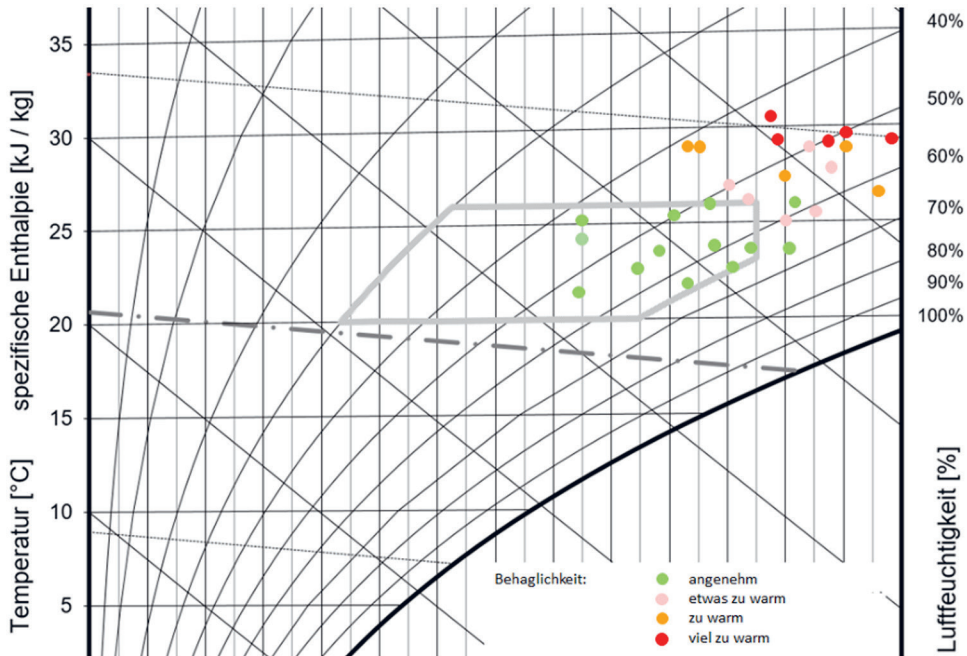 spezifische Enthalpie [kJ / kg]
Temperatur [°C]
35
30
25
20
15
10
5
40%
50%
60%
70%
80%
90%
100%
Luftfeuchtigkeit [%]
Behaglichkeit:
angenehm
etwas zu warm
zu warm
viel zu warm